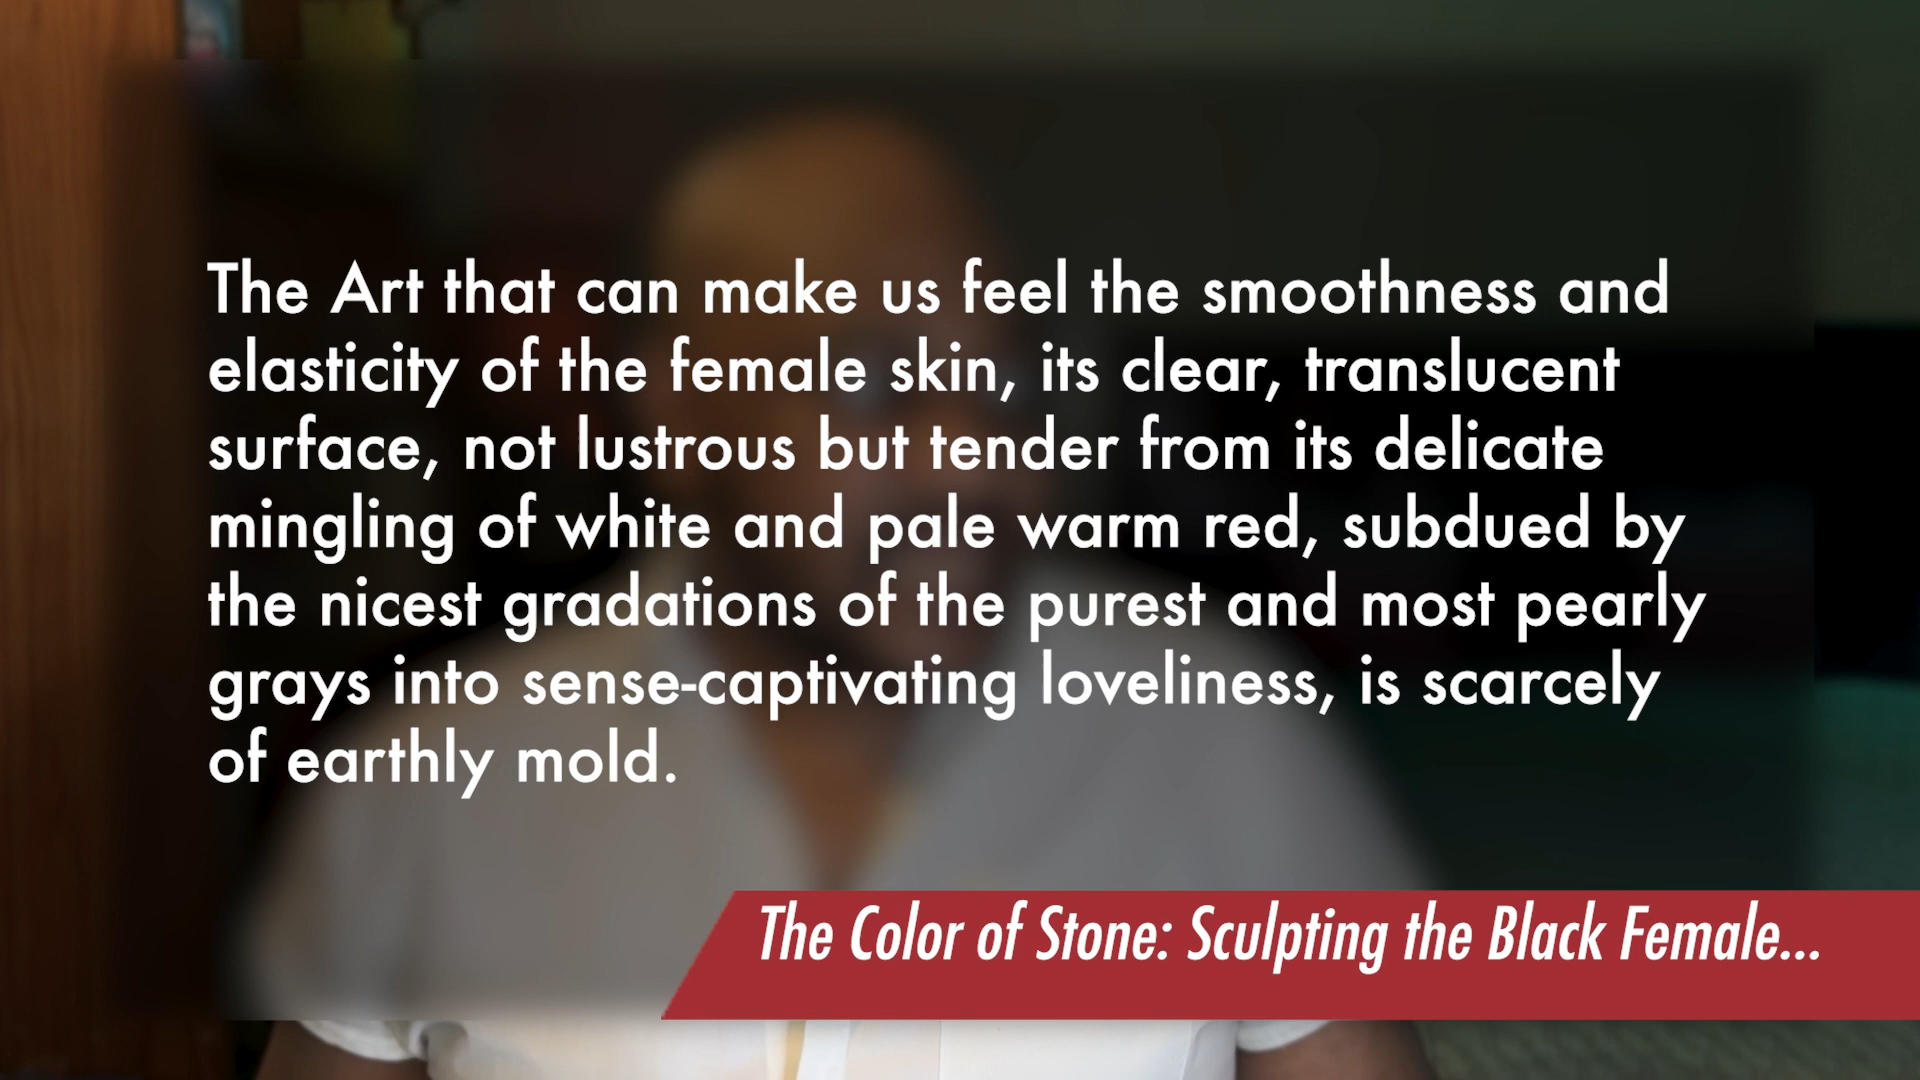 The Art that can make us feel the smoothness and
elasticity of the female skin, its clear, translucent
surface, not lustrous but tender from its delicate
mingling of white and pale warm red, subdued by
the nicest gradations of the purest and most pearly
grays into sense-captivating loveliness, is scarcely
of earthly mold.
The Color of Stone: Sculpting the Black Female...